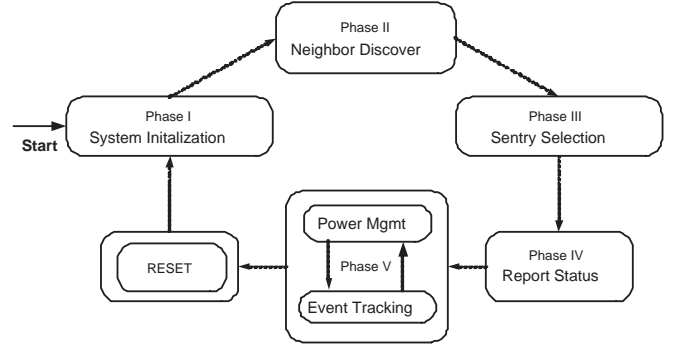 Phase II
Neighbor Discover
Phase I
System Initalization
Start
Phase III
Sentry Selection
Power Mgmt
Phase V
Event Tracking
RESET
Phase IV
Report Status